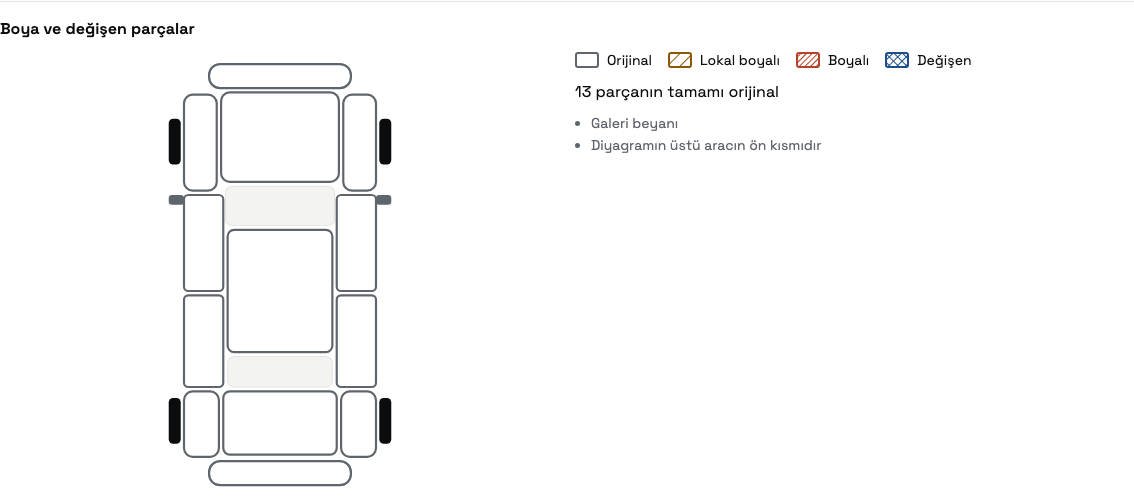 Boya ve değişen parçalar
Orijinal
Lokal boyalı
Boyalı
Değişen
13 parçanın tamamı orijinal
Galeri beyanı
Diyagramın üstü aracın ön kısmıdır